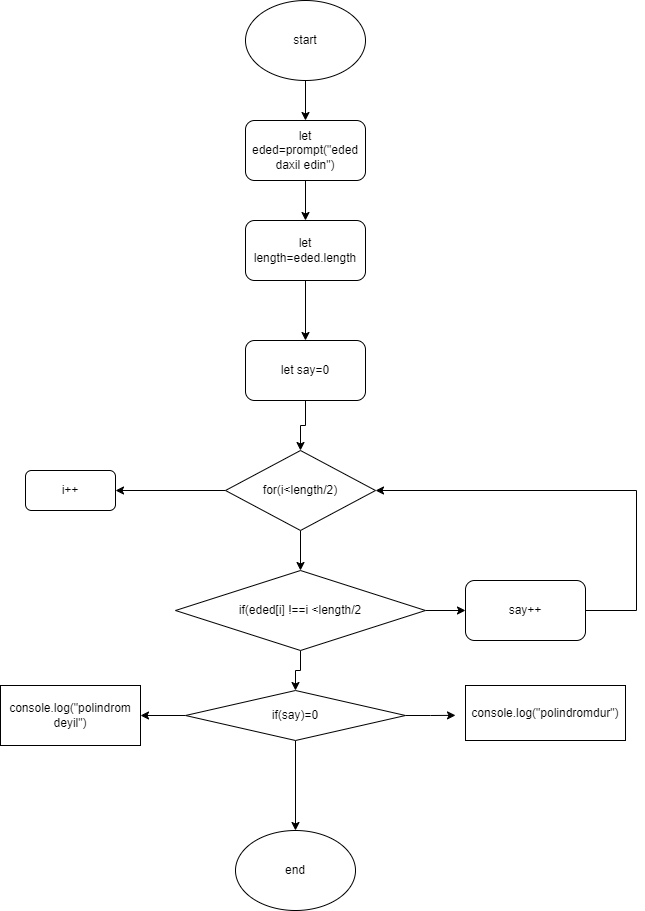 start
let
eded=prompt("eded
daxil edin")
let
length=eded.length
let say=0
i++
for(i<length/2)
if(eded[i] !==i <length/2
say++
console.log("polindrom
deyil")
if(say)=0
console.log("polindromdur")
end